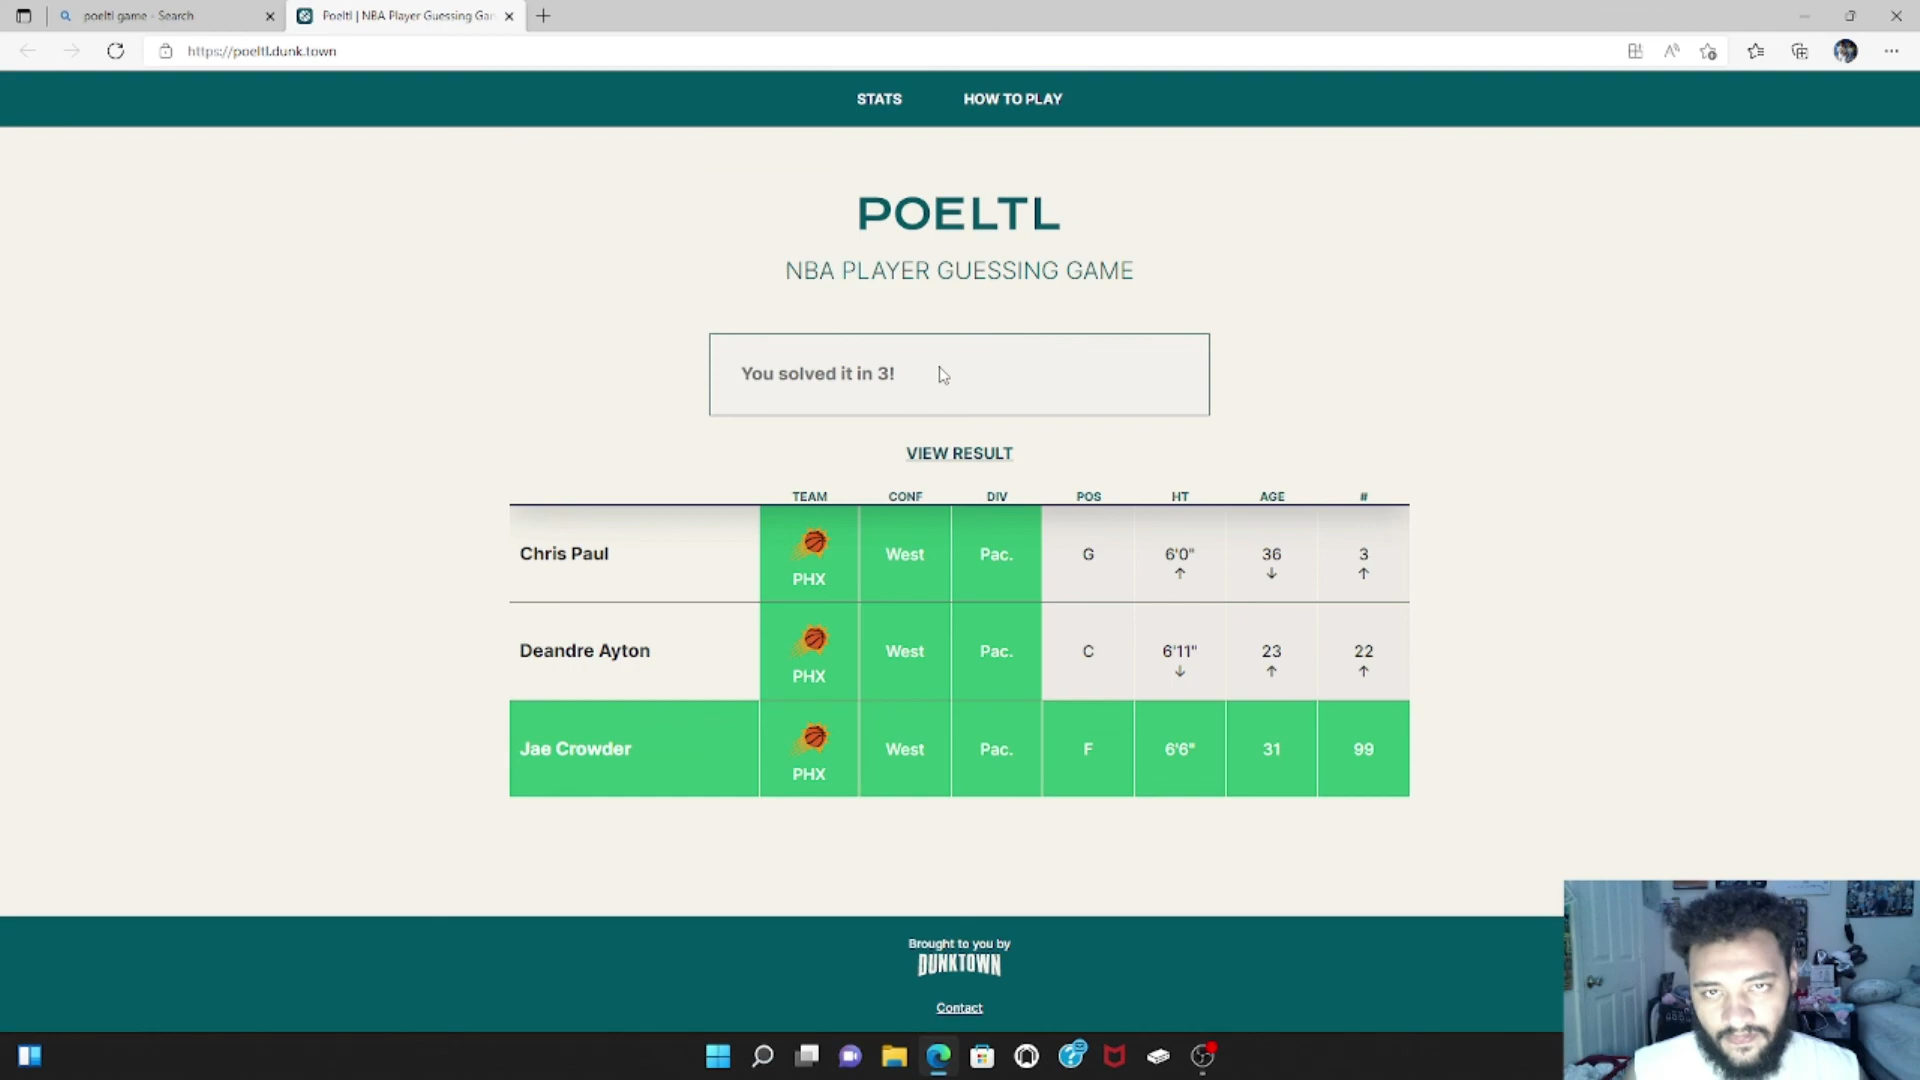 poeltl game - Search
Poeltl | NBA Player Guessing Gam
https://poeltl.dunk.town
STATS
HOW TO PLAY
POELTL
NBA PLAYER GUESSING GAME
You solved it in 3!
VIEW RESULT
TEAM CONF DIV POS HT AGE #
Chris Paul PHX West Pac. G 6'0" ↑ 36 ↓ 3 ↑
Deandre Ayton PHX West Pac. C 6'11" ↓ 23 ↑ 22 ↑
Jae Crowder PHX West Pac. F 6'6" 31 99
Brought to you by
DUNKTOWN
Contact